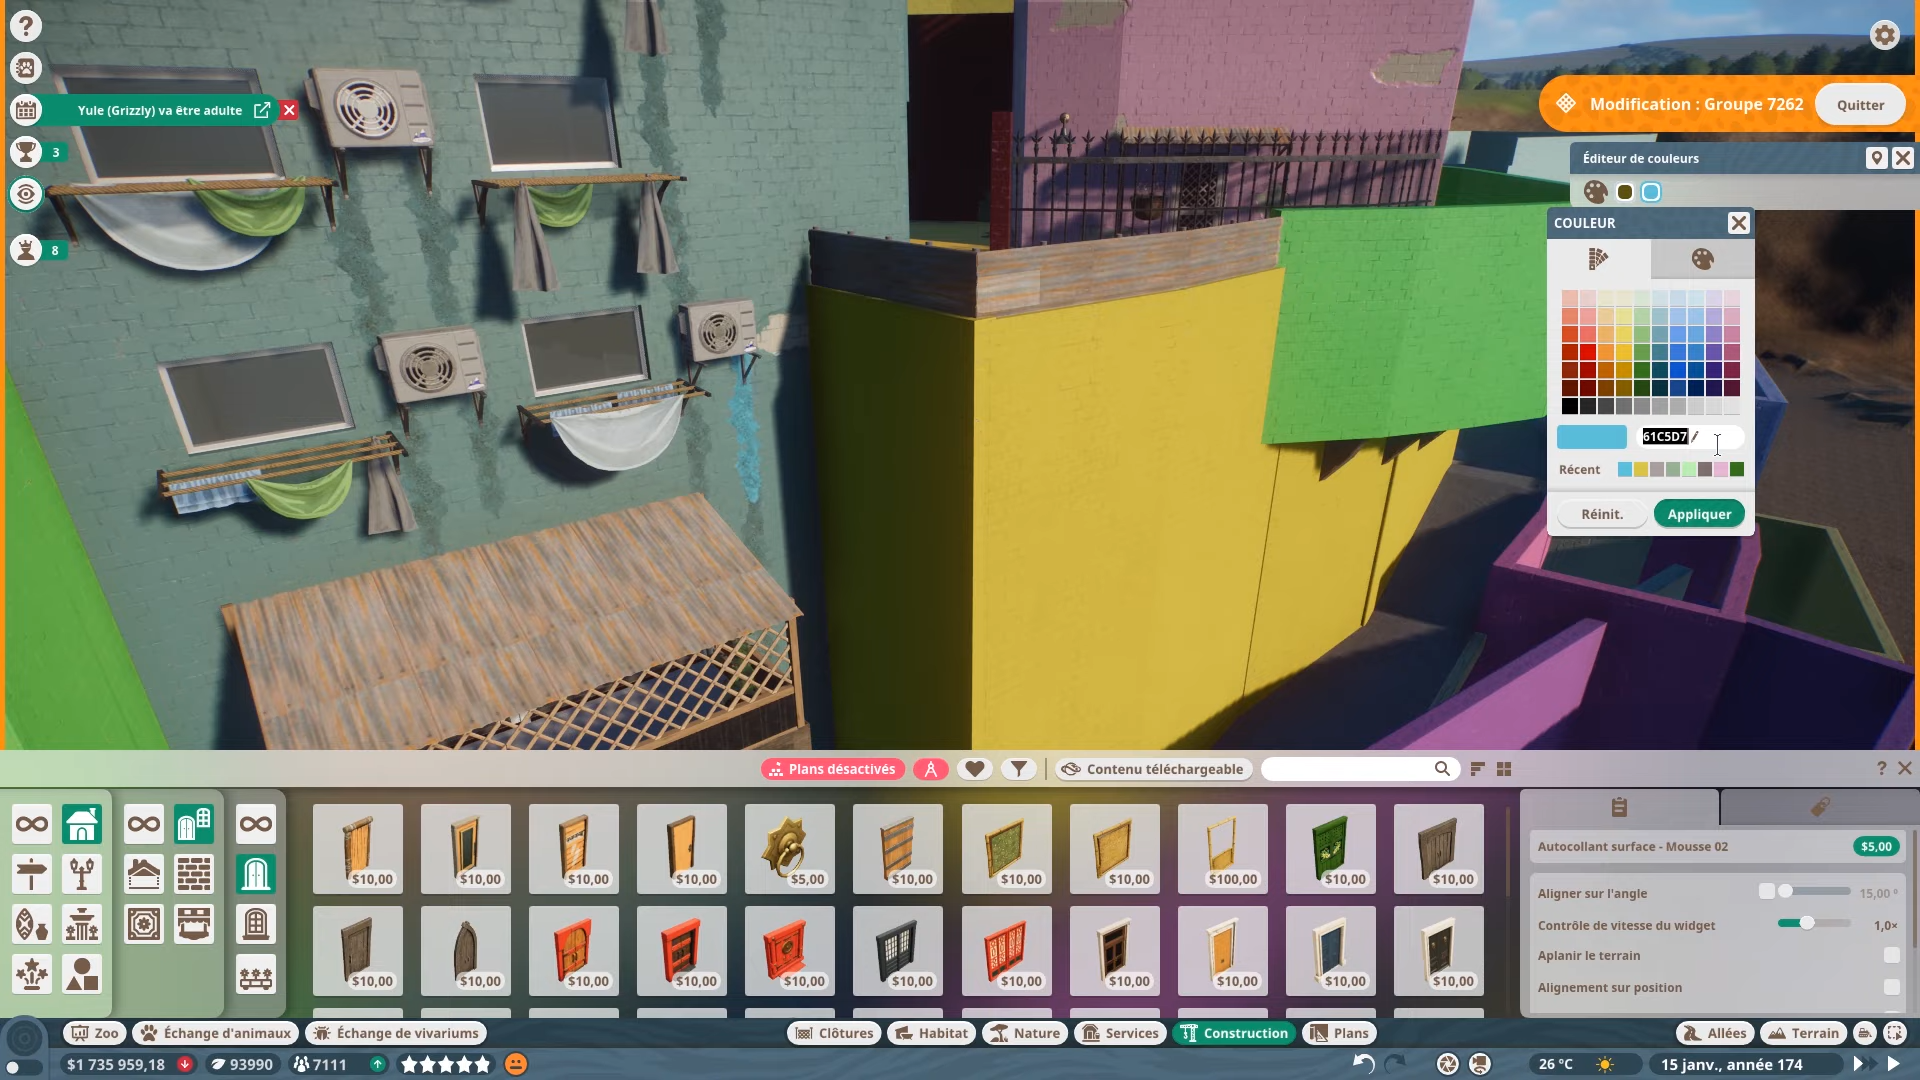 ?
Yule (Grizzly) va être adulte
3
8
Modification : Groupe 7262
Quitter
Éditeur de couleurs
COULEUR
61C5D7
Récent
Réinit.
Appliquer
Plans désactivés
Contenu téléchargeable
?
$10,00 $10,00 $10,00 $10,00 $5,00 $10,00 $10,00 $10,00 $100,00 $10,00 $10,00
$10,00 $10,00 $10,00 $10,00 $10,00 $10,00 $10,00 $10,00 $10,00 $10,00 $10,00
Autocollant surface - Mousse 02
$5,00
Aligner sur l'angle
15,00 °
Contrôle de vitesse du widget
1,0×
Aplanir le terrain
Alignement sur position
Zoo
Échange d'animaux
Échange de vivariums
Clôtures
Habitat
Nature
Services
Construction
Plans
Allées
Terrain
$1 735 959,18
93990
7111
26 °C
15 janv., année 174